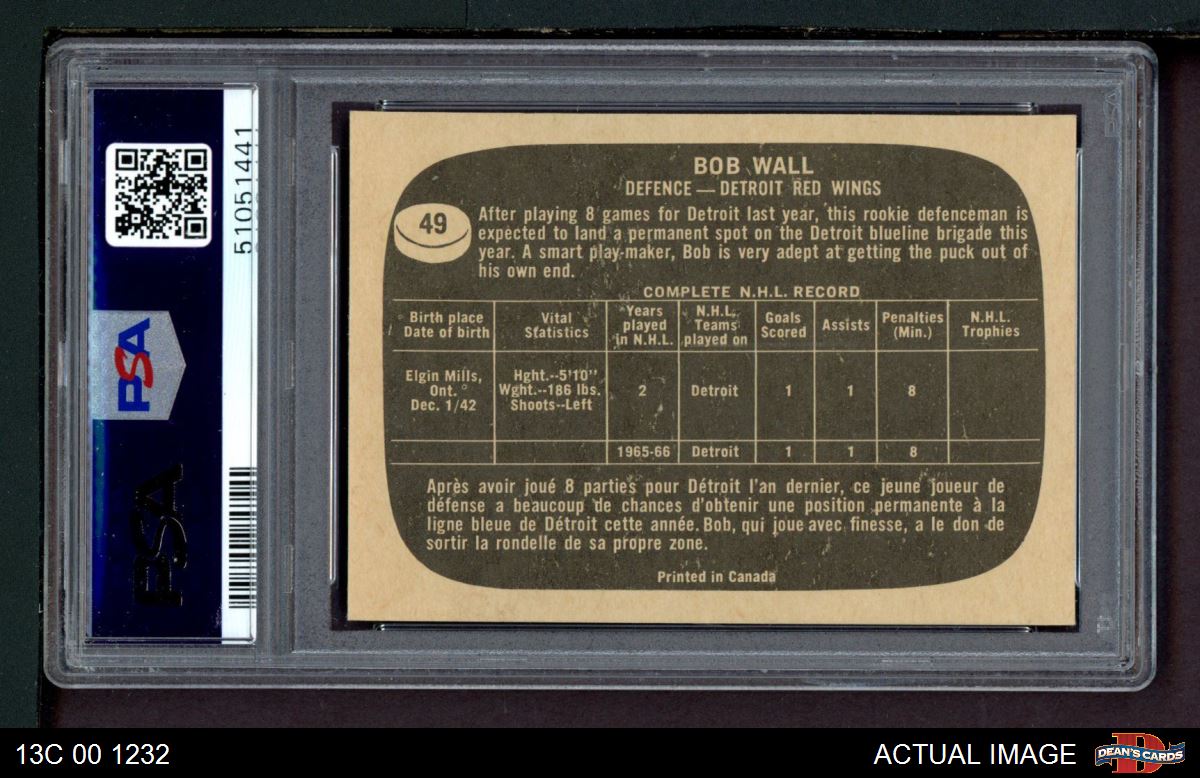 51051441
PSA
PSA
BOB WALL
DEFENCE — DETROIT RED WINGS
49
After playing 8 games for Detroit last year, this rookie defenceman is
expected to land a permanent spot on the Detroit blueline brigade this
year. A smart play-maker, Bob is very adept at getting the puck out of
his own end.
COMPLETE N.H.L. RECORD
Birth place
Date of birth
Vital
Statistics
Years
played
in N.H.L.
N.H.L.
Teams
played on
Goals
Scored
Assists
Penalties
(Min.)
N.H.L.
Trophies
Elgin Mills,
Ont.
Dec. 1/42
Hght.--5'10"
Wght.--186 lbs.
Shoots--Left
2 Detroit 1 1 8
1965-66 Detroit 1 1 8
Après avoir joué 8 parties pour Détroit l'an dernier, ce jeune joueur de
défense a beaucoup de chances d'obtenir une position permanente à la
ligne bleue de Détroit cette année. Bob, qui joue avec finesse, a le don de
sortir la rondelle de sa propre zone.
Printed in Canada
13C 00 1232
ACTUAL IMAGE
DEAN'S CARDS